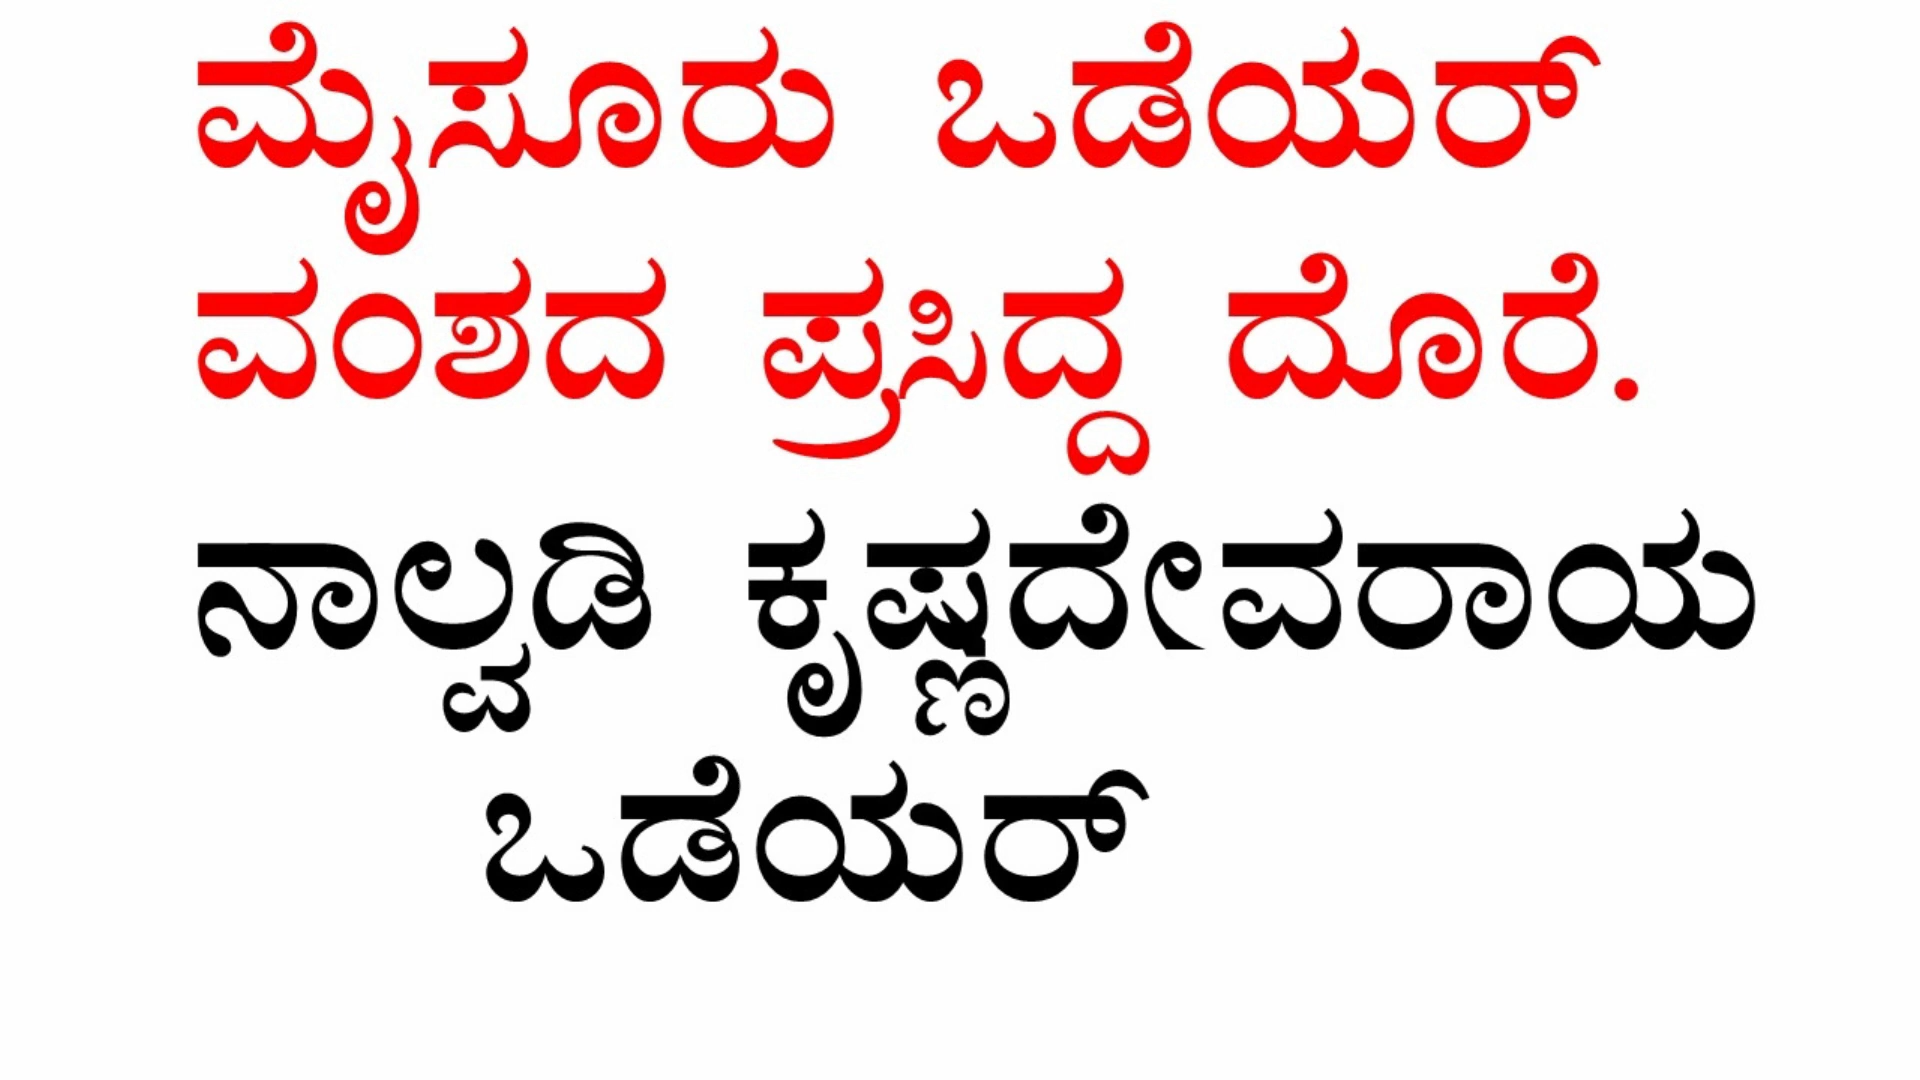 ಮೈಸೂರು ಒಡೆಯರ್
ವಂಶದ ಪ್ರಸಿದ್ದ ದೊರೆ.
ನಾಲ್ವಡಿ ಕೃಷ್ಣದೇವರಾಯ
ಒಡೆಯರ್